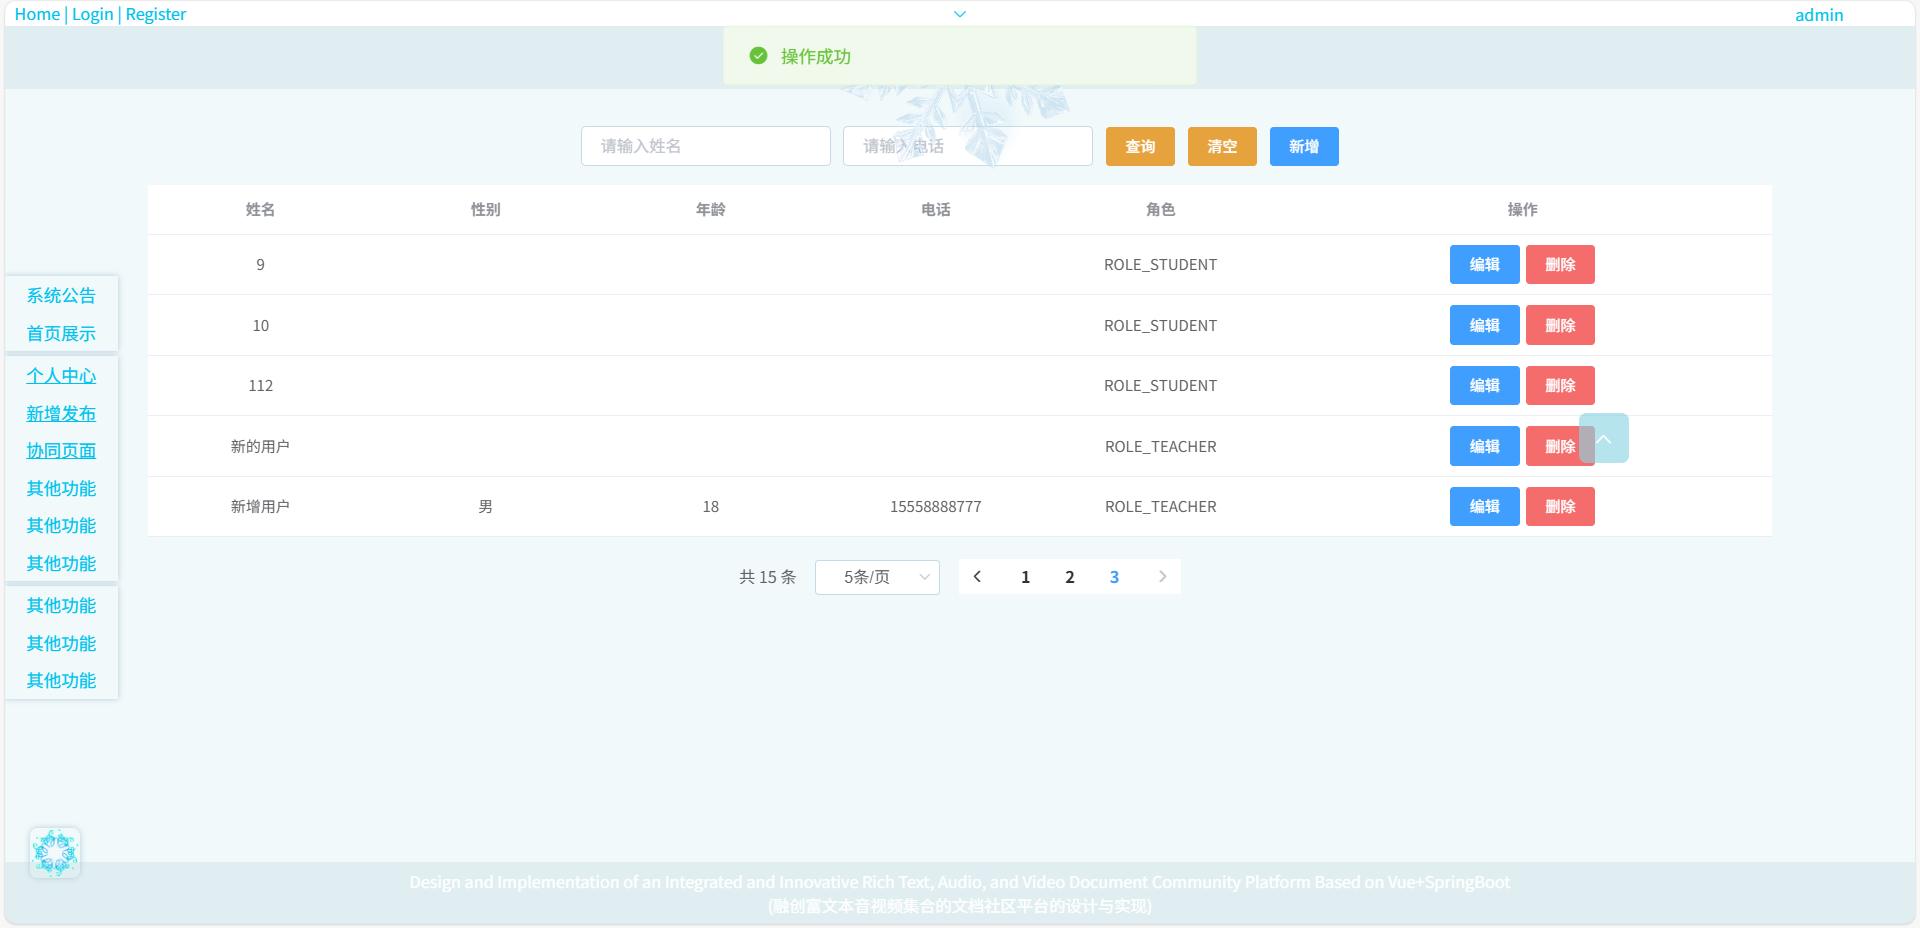 Home | Login | Register
admin
操作成功
请输入姓名 请输入电话 查询 清空 新增
姓名 性别 年龄 电话 角色 操作
9 ROLE_STUDENT 编辑 删除
10 ROLE_STUDENT 编辑 删除
112 ROLE_STUDENT 编辑 删除
新的用户 ROLE_TEACHER 编辑 删除
新增用户 男 18 15558888777 ROLE_TEACHER 编辑 删除
共 15 条 5条/页 1 2 3
系统公告
首页展示
个人中心
新增发布
协同页面
其他功能
其他功能
其他功能
其他功能
其他功能
其他功能
Design and Implementation of an Integrated and Innovative Rich Text, Audio, and Video Document Community Platform Based on Vue+SpringBoot
(融创富文本音视频集合的文档社区平台的设计与实现)